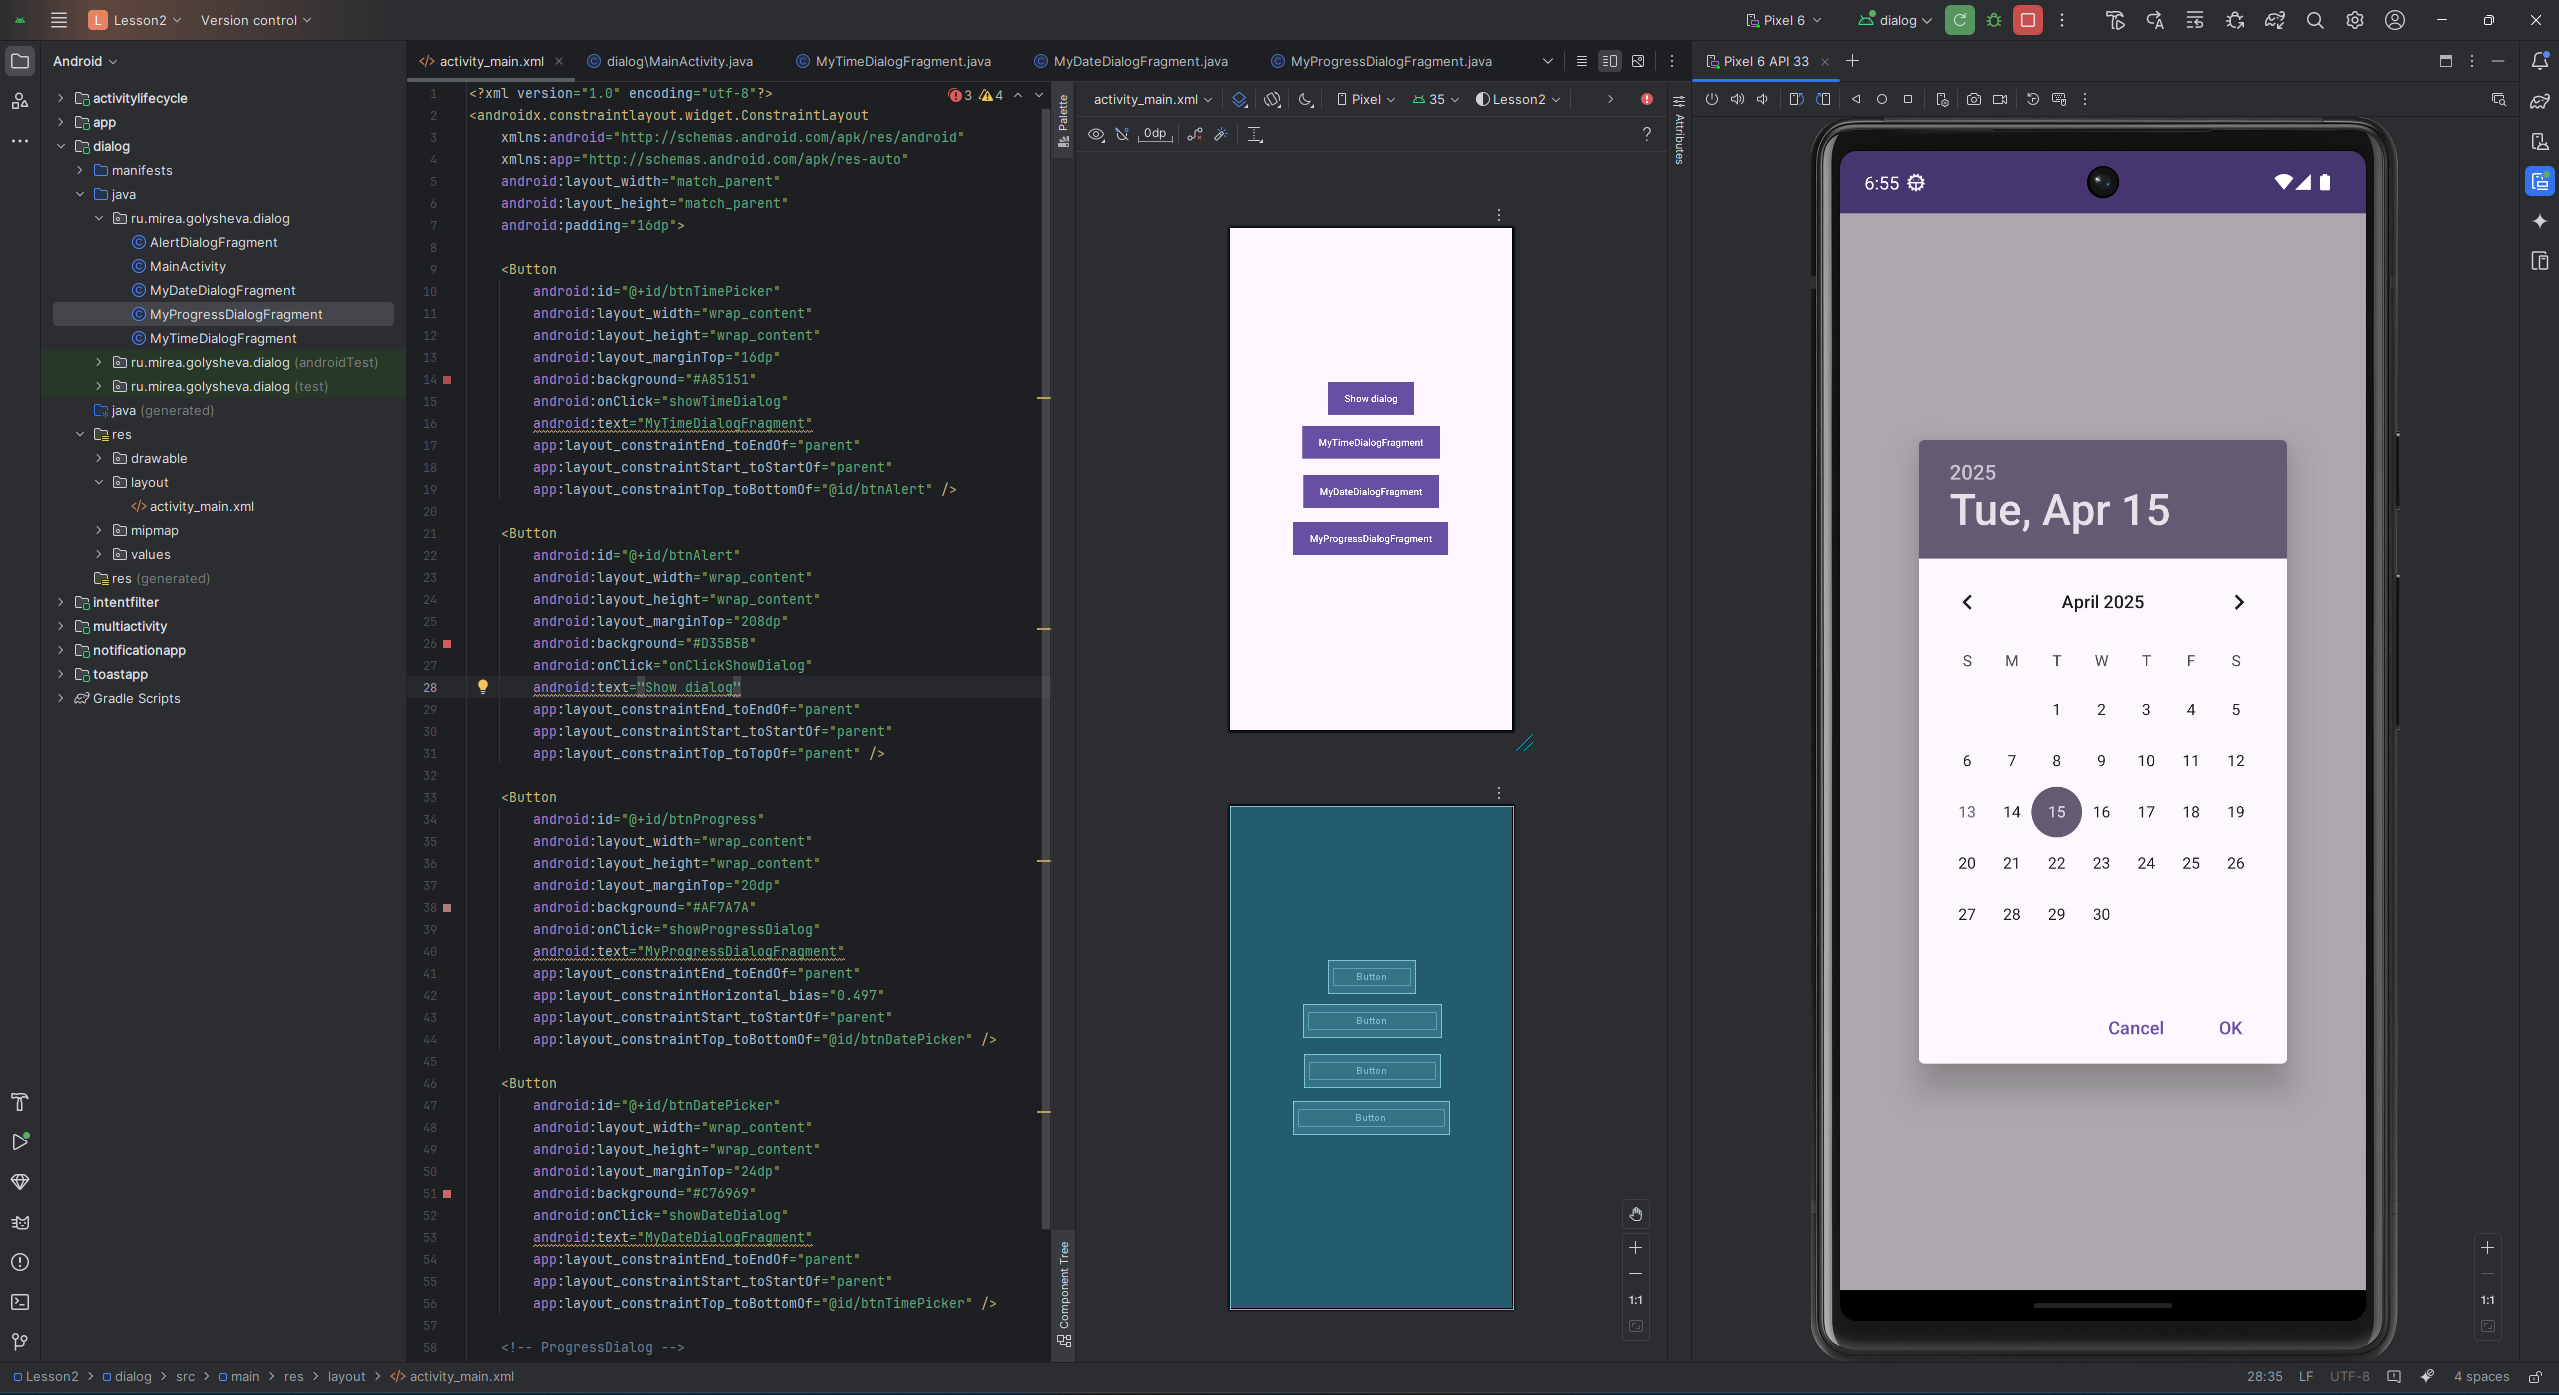 L Lesson2 Version control Pixel 6 dialog
Android
activitylifecycle
app
dialog
manifests
java
ru.mirea.golysheva.dialog
AlertDialogFragment
MainActivity
MyDateDialogFragment
MyProgressDialogFragment
MyTimeDialogFragment
ru.mirea.golysheva.dialog (androidTest)
ru.mirea.golysheva.dialog (test)
java (generated)
res
drawable
layout
activity_main.xml
mipmap
values
res (generated)
intentfilter
multiactivity
notificationapp
toastapp
Gradle Scripts
activity_main.xml dialog\MainActivity.java MyTimeDialogFragment.java MyDateDialogFragment.java MyProgressDialogFragment.java
3 4
1 <?xml version="1.0" encoding="utf-8"?>
2 <androidx.constraintlayout.widget.ConstraintLayout
3 xmlns:android="http://schemas.android.com/apk/res/android"
4 xmlns:app="http://schemas.android.com/apk/res-auto"
5 android:layout_width="match_parent"
6 android:layout_height="match_parent"
7 android:padding="16dp">
8
9 <Button
10 android:id="@+id/btnTimePicker"
11 android:layout_width="wrap_content"
12 android:layout_height="wrap_content"
13 android:layout_marginTop="16dp"
14 android:background="#A85151"
15 android:onClick="showTimeDialog"
16 android:text="MyTimeDialogFragment"
17 app:layout_constraintEnd_toEndOf="parent"
18 app:layout_constraintStart_toStartOf="parent"
19 app:layout_constraintTop_toBottomOf="@id/btnAlert" />
20
21 <Button
22 android:id="@+id/btnAlert"
23 android:layout_width="wrap_content"
24 android:layout_height="wrap_content"
25 android:layout_marginTop="208dp"
26 android:background="#D35B5B"
27 android:onClick="onClickShowDialog"
28 android:text="Show dialog"
29 app:layout_constraintEnd_toEndOf="parent"
30 app:layout_constraintStart_toStartOf="parent"
31 app:layout_constraintTop_toTopOf="parent" />
32
33 <Button
34 android:id="@+id/btnProgress"
35 android:layout_width="wrap_content"
36 android:layout_height="wrap_content"
37 android:layout_marginTop="20dp"
38 android:background="#AF7A7A"
39 android:onClick="showProgressDialog"
40 android:text="MyProgressDialogFragment"
41 app:layout_constraintEnd_toEndOf="parent"
42 app:layout_constraintHorizontal_bias="0.497"
43 app:layout_constraintStart_toStartOf="parent"
44 app:layout_constraintTop_toBottomOf="@id/btnDatePicker" />
45
46 <Button
47 android:id="@+id/btnDatePicker"
48 android:layout_width="wrap_content"
49 android:layout_height="wrap_content"
50 android:layout_marginTop="24dp"
51 android:background="#C76969"
52 android:onClick="showDateDialog"
53 android:text="MyDateDialogFragment"
54 app:layout_constraintEnd_toEndOf="parent"
55 app:layout_constraintStart_toStartOf="parent"
56 app:layout_constraintTop_toBottomOf="@id/btnTimePicker" />
57
58 <!-- ProgressDialog -->
Palette
Component Tree
activity_main.xml Pixel 35 Lesson2
0dp ?
Show dialog
MyTimeDialogFragment
MyDateDialogFragment
MyProgressDialogFragment
Button
Button
Button
Button
1:1
Attributes
Pixel 6 API 33
6:55
2025
Tue, Apr 15
April 2025
S M T W T F S
1 2 3 4 5
6 7 8 9 10 11 12
13 14 15 16 17 18 19
20 21 22 23 24 25 26
27 28 29 30
Cancel OK
1:1
Lesson2 > dialog > src > main > res > layout > activity_main.xml
28:35 LF UTF-8 4 spaces